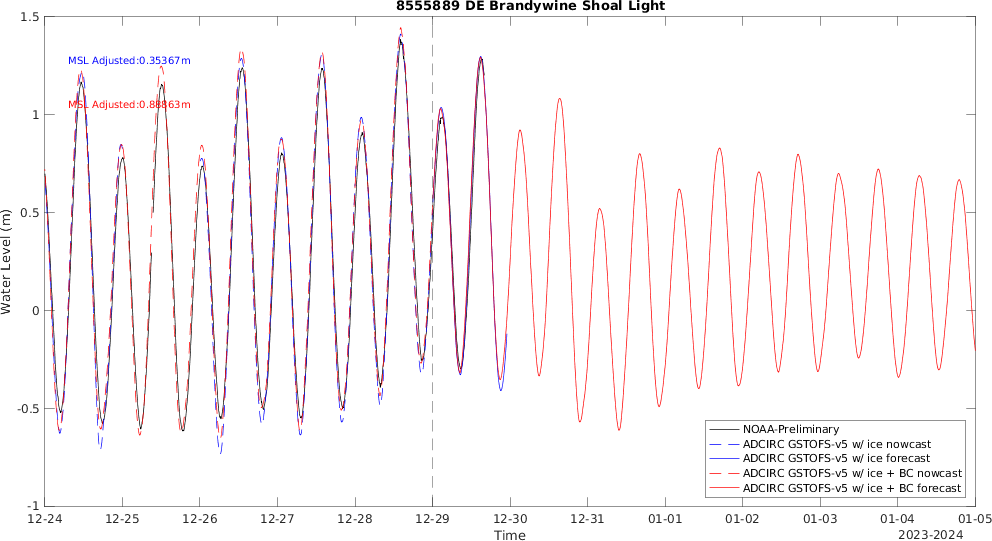 8555889 DE Brandywine Shoal Light
1.5
1
0.5
0
-0.5
-1
Water Level (m)
MSL Adjusted:0.35367m
MSL Adjusted:0.88863m
NOAA-Preliminary
ADCIRC GSTOFS-v5 w/ ice nowcast
ADCIRC GSTOFS-v5 w/ ice forecast
ADCIRC GSTOFS-v5 w/ ice + BC nowcast
ADCIRC GSTOFS-v5 w/ ice + BC forecast
12-24 12-25 12-26 12-27 12-28 12-29 12-30 12-31 01-01 01-02 01-03 01-04 01-05
Time
2023-2024